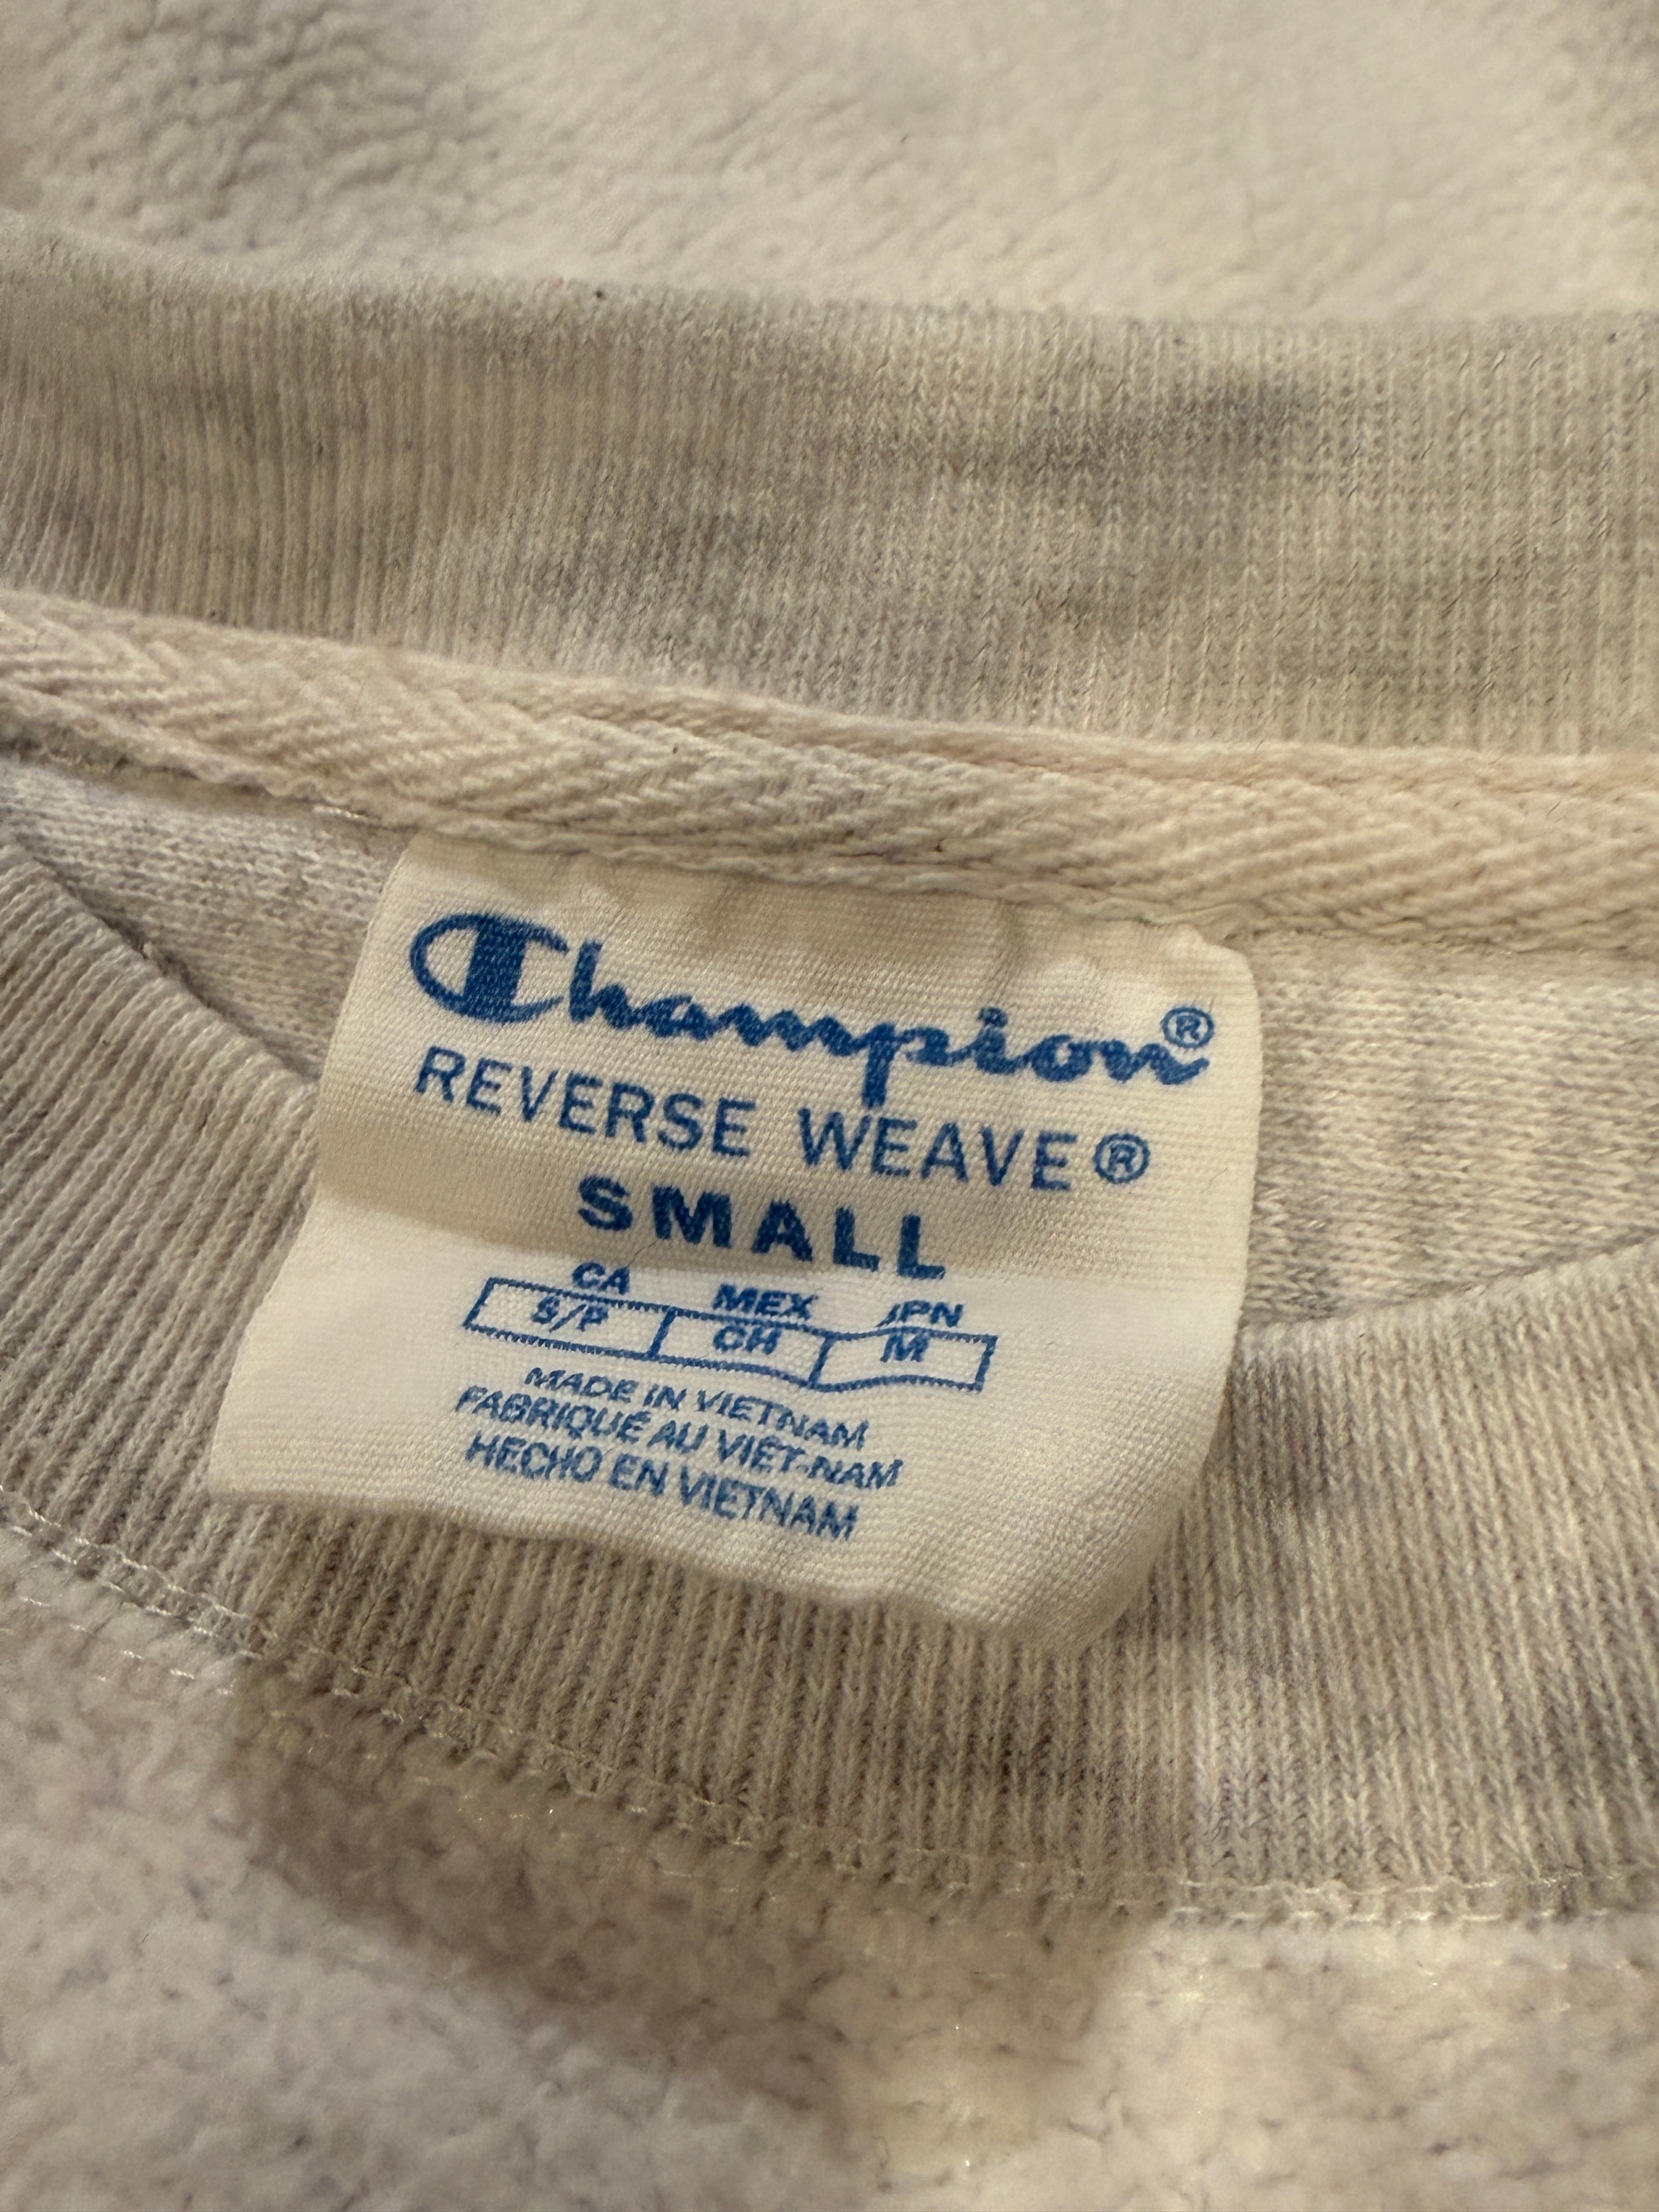 Champion®
REVERSE WEAVE®
SMALL
CA MEX JPN
S/P CH M
MADE IN VIETNAM
FABRIQUÉ AU VIÊT-NAM
HECHO EN VIETNAM